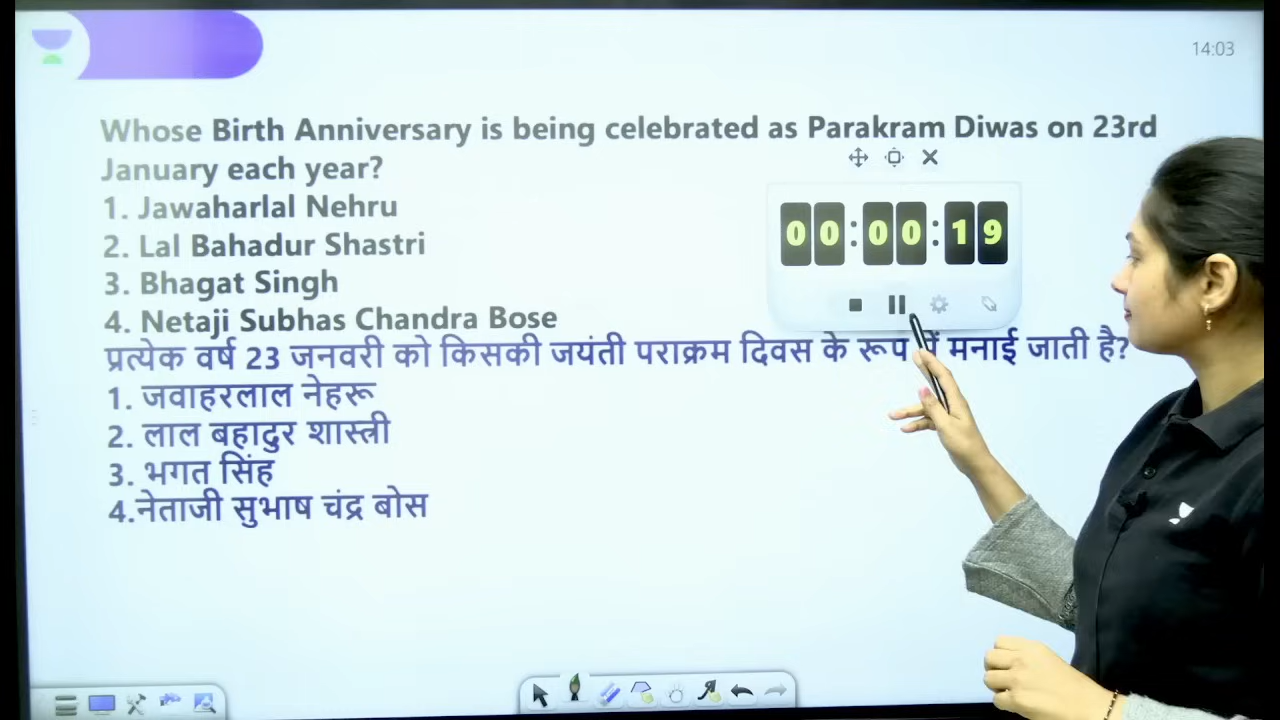 14:03
Whose Birth Anniversary is being celebrated as Parakram Diwas on 23rd
January each year?
1. Jawaharlal Nehru
2. Lal Bahadur Shastri
3. Bhagat Singh
4. Netaji Subhas Chandra Bose
00:00:19
प्रत्येक वर्ष 23 जनवरी को किसकी जयंती पराक्रम दिवस के रूप में मनाई जाती है?
1. जवाहरलाल नेहरू
2. लाल बहादुर शास्त्री
3. भगत सिंह
4.नेताजी सुभाष चंद्र बोस